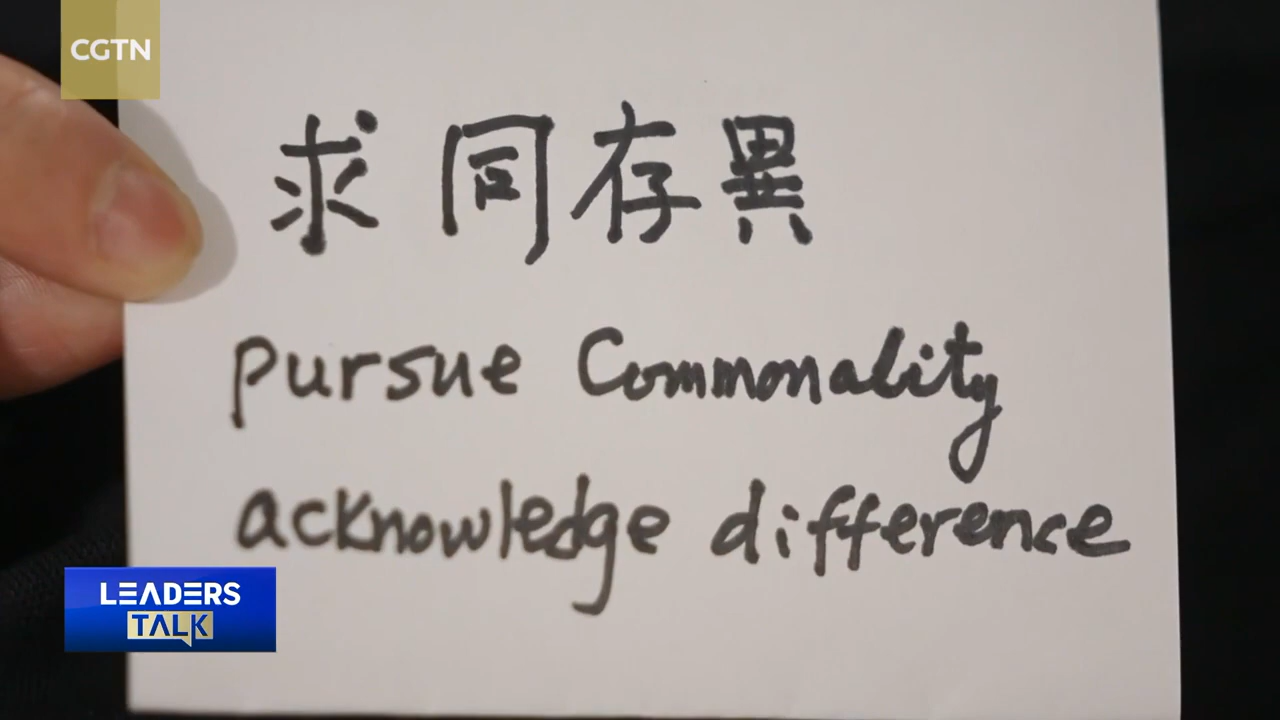 CGTN
求同存異
pursue Commonality
acknowledge difference
LEADERS
TALK